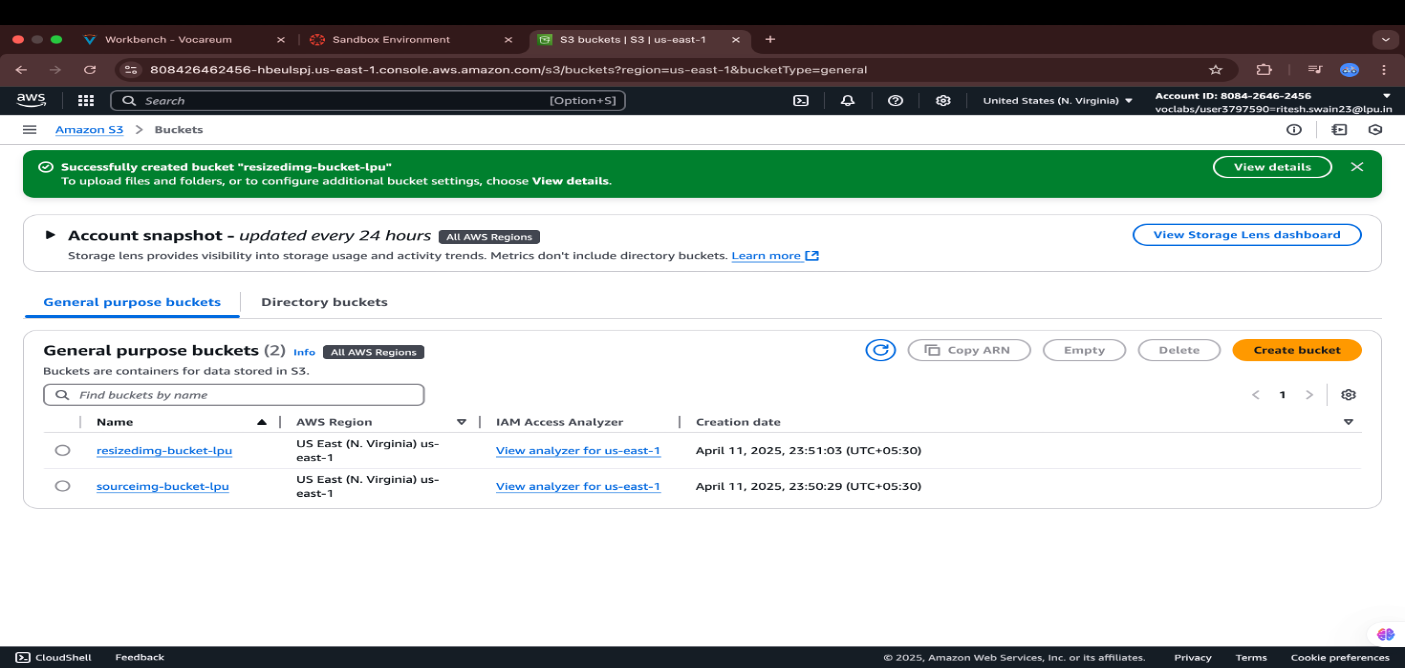 Workbench - Vocareum
Sandbox Environment
S3 buckets | S3 | us-east-1
808426462456-hbeulspj.us-east-1.console.aws.amazon.com/s3/buckets?region=us-east-1&bucketType=general
aws
Search
[Option+S]
United States (N. Virginia)
Account ID: 8084-2646-2456
voclabs/user3797590=ritesh.swain23@lpu.in
Amazon S3 > Buckets
Successfully created bucket "resizedimg-bucket-lpu"
To upload files and folders, or to configure additional bucket settings, choose View details.
View details
Account snapshot - updated every 24 hours All AWS Regions
Storage lens provides visibility into storage usage and activity trends. Metrics don't include directory buckets. Learn more
View Storage Lens dashboard
General purpose buckets
Directory buckets
General purpose buckets (2) Info All AWS Regions
Buckets are containers for data stored in S3.
Copy ARN
Empty
Delete
Create bucket
Find buckets by name
1
Name
AWS Region
IAM Access Analyzer
Creation date
resizedimg-bucket-lpu
US East (N. Virginia) us-
east-1
View analyzer for us-east-1
April 11, 2025, 23:51:03 (UTC+05:30)
sourceimg-bucket-lpu
US East (N. Virginia) us-
east-1
View analyzer for us-east-1
April 11, 2025, 23:50:29 (UTC+05:30)
CloudShell
Feedback
© 2025, Amazon Web Services, Inc. or its affiliates.
Privacy
Terms
Cookie preferences